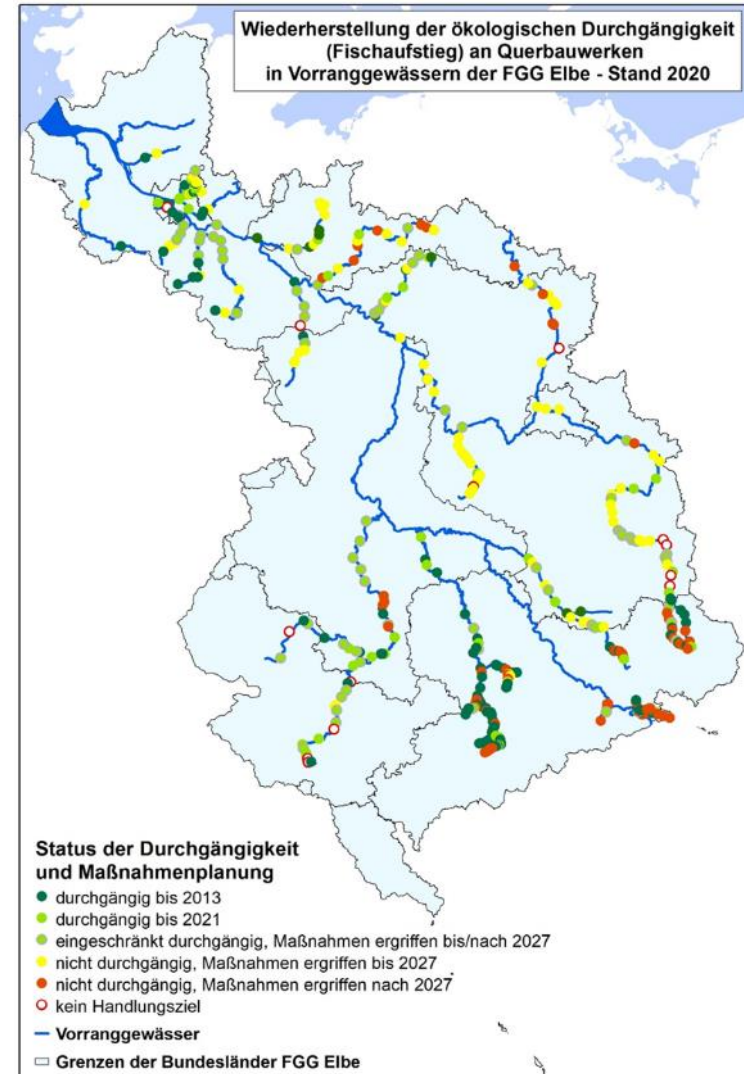 Wiederherstellung der ökologischen Durchgängigkeit
(Fischaufstieg) an Querbauwerken
in Vorranggewässern der FGG Elbe - Stand 2020
Status der Durchgängigkeit
und Maßnahmenplanung
durchgängig bis 2013
durchgängig bis 2021
eingeschränkt durchgängig, Maßnahmen ergriffen bis/nach 2027
nicht durchgängig, Maßnahmen ergriffen bis 2027
nicht durchgängig, Maßnahmen ergriffen nach 2027
kein Handlungsziel
Vorranggewässer
Grenzen der Bundesländer FGG Elbe